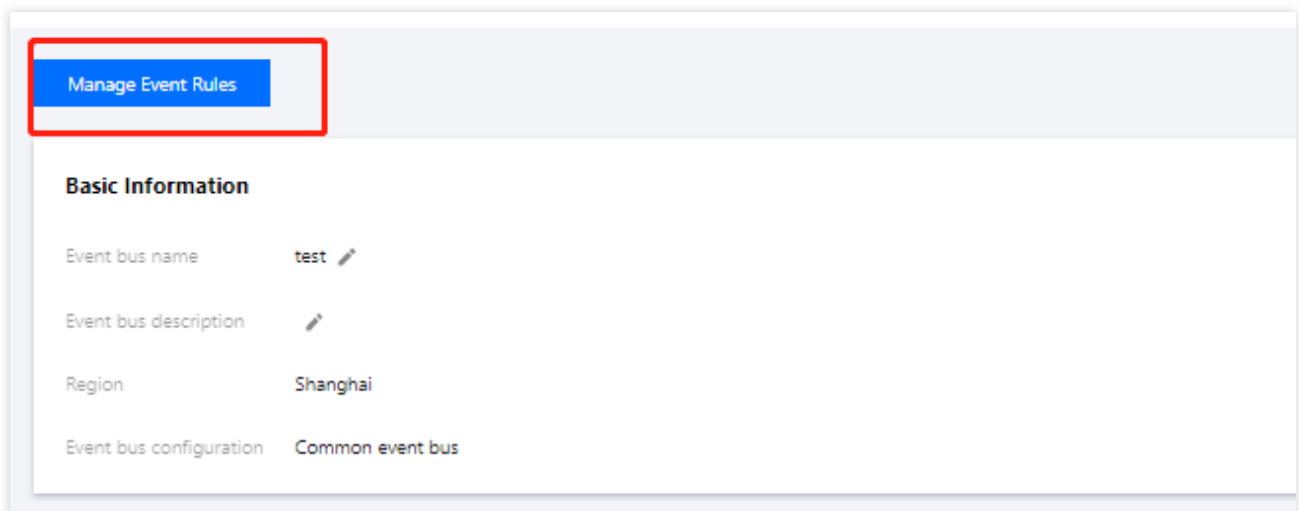 Manage Event Rules
Basic Information
Event bus name test
Event bus description
Region Shanghai
Event bus configuration Common event bus